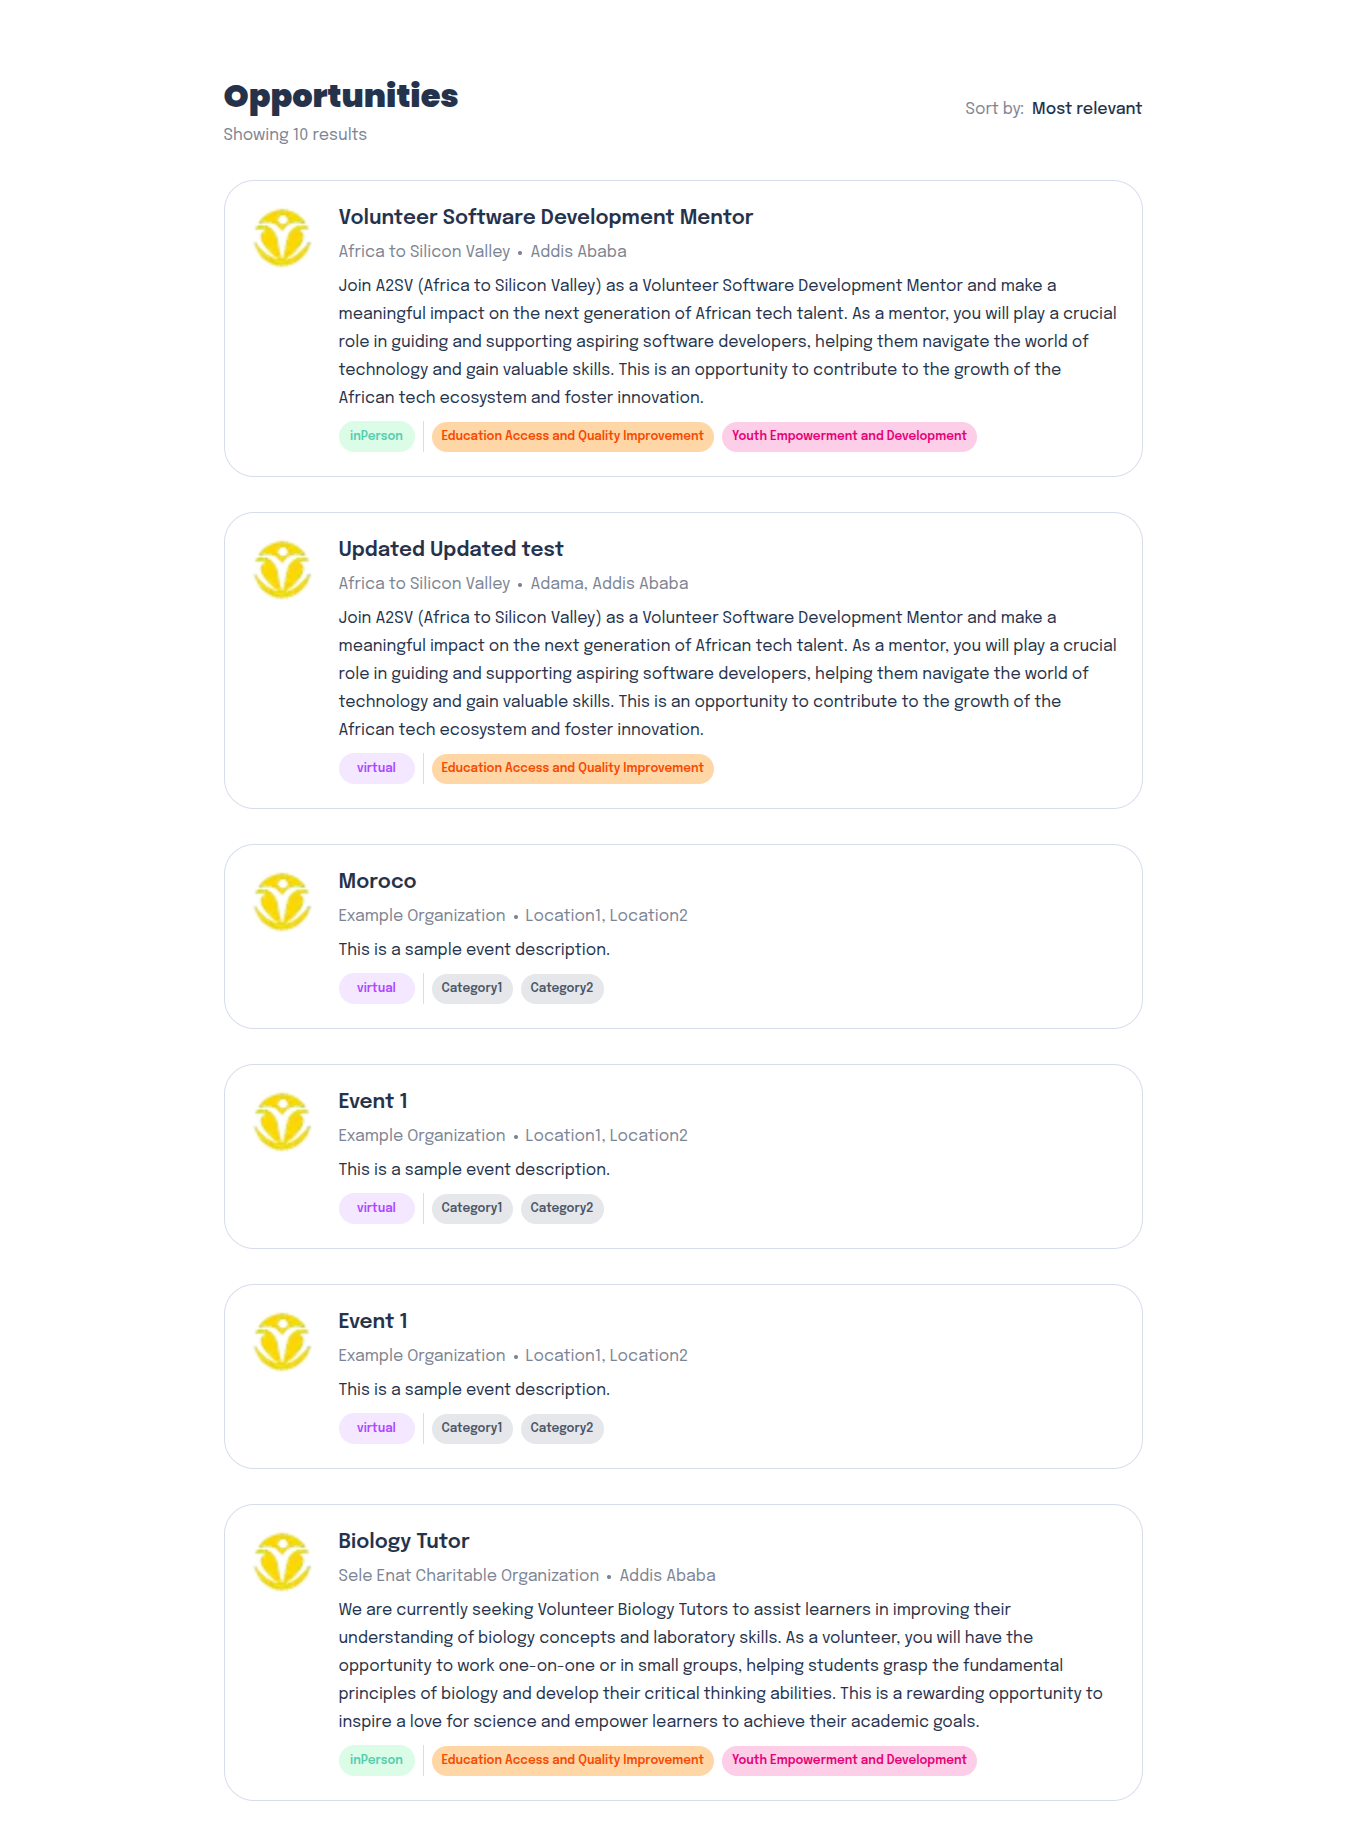 Opportunities
Showing 10 results
Sort by: Most relevant
Volunteer Software Development Mentor
Africa to Silicon Valley • Addis Ababa
Join A2SV (Africa to Silicon Valley) as a Volunteer Software Development Mentor and make a
meaningful impact on the next generation of African tech talent. As a mentor, you will play a crucial
role in guiding and supporting aspiring software developers, helping them navigate the world of
technology and gain valuable skills. This is an opportunity to contribute to the growth of the
African tech ecosystem and foster innovation.
inPerson Education Access and Quality Improvement Youth Empowerment and Development
Updated Updated test
Africa to Silicon Valley • Adama, Addis Ababa
Join A2SV (Africa to Silicon Valley) as a Volunteer Software Development Mentor and make a
meaningful impact on the next generation of African tech talent. As a mentor, you will play a crucial
role in guiding and supporting aspiring software developers, helping them navigate the world of
technology and gain valuable skills. This is an opportunity to contribute to the growth of the
African tech ecosystem and foster innovation.
virtual Education Access and Quality Improvement
Moroco
Example Organization • Location1, Location2
This is a sample event description.
virtual Category1 Category2
Event 1
Example Organization • Location1, Location2
This is a sample event description.
virtual Category1 Category2
Event 1
Example Organization • Location1, Location2
This is a sample event description.
virtual Category1 Category2
Biology Tutor
Sele Enat Charitable Organization • Addis Ababa
We are currently seeking Volunteer Biology Tutors to assist learners in improving their
understanding of biology concepts and laboratory skills. As a volunteer, you will have the
opportunity to work one-on-one or in small groups, helping students grasp the fundamental
principles of biology and develop their critical thinking abilities. This is a rewarding opportunity to
inspire a love for science and empower learners to achieve their academic goals.
inPerson Education Access and Quality Improvement Youth Empowerment and Development